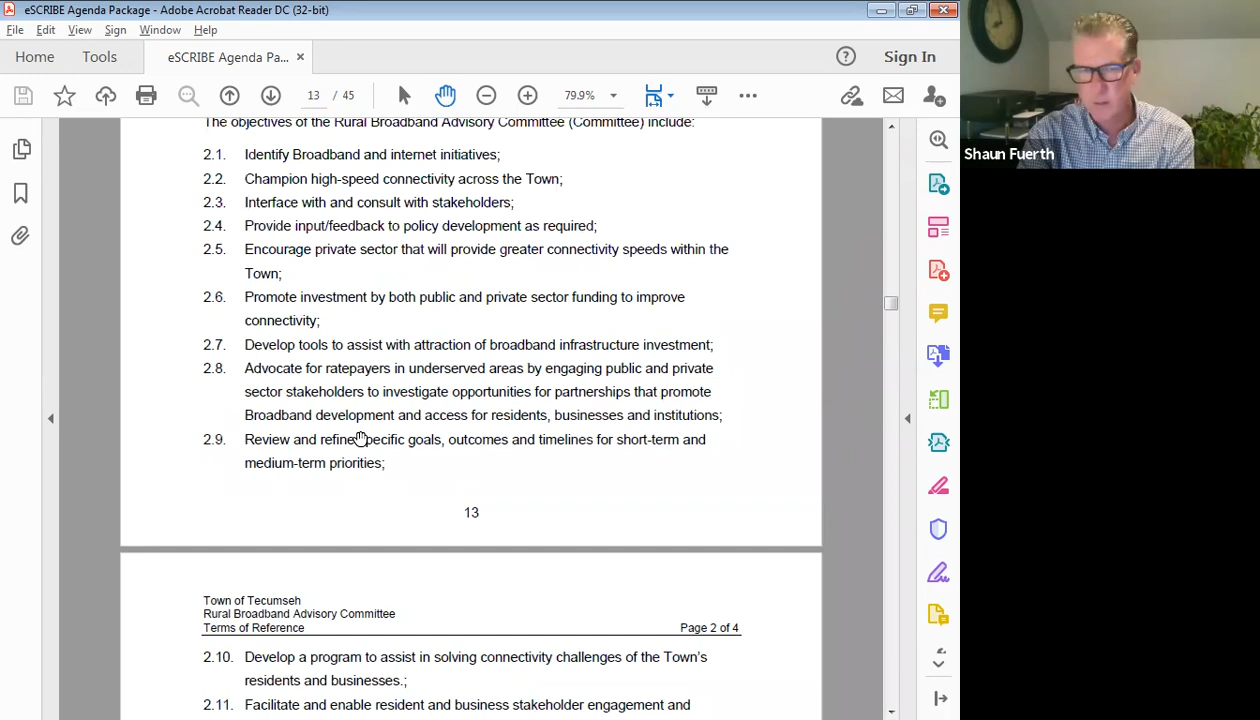 eSCRIBE Agenda Package - Adobe Acrobat Reader DC (32-bit)
File Edit View Sign Window Help
Home Tools eSCRIBE Agenda Pa... × Sign In
13 / 45 79.9%
The objectives of the Rural Broadband Advisory Committee (Committee) include:
2.1. Identify Broadband and internet initiatives;
2.2. Champion high-speed connectivity across the Town;
2.3. Interface with and consult with stakeholders;
2.4. Provide input/feedback to policy development as required;
2.5. Encourage private sector that will provide greater connectivity speeds within the
Town;
2.6. Promote investment by both public and private sector funding to improve
connectivity;
2.7. Develop tools to assist with attraction of broadband infrastructure investment;
2.8. Advocate for ratepayers in underserved areas by engaging public and private
sector stakeholders to investigate opportunities for partnerships that promote
Broadband development and access for residents, businesses and institutions;
2.9. Review and refine specific goals, outcomes and timelines for short-term and
medium-term priorities;
13
Town of Tecumseh
Rural Broadband Advisory Committee
Terms of Reference Page 2 of 4
2.10. Develop a program to assist in solving connectivity challenges of the Town's
residents and businesses.;
2.11. Facilitate and enable resident and business stakeholder engagement and
Shaun Fuerth